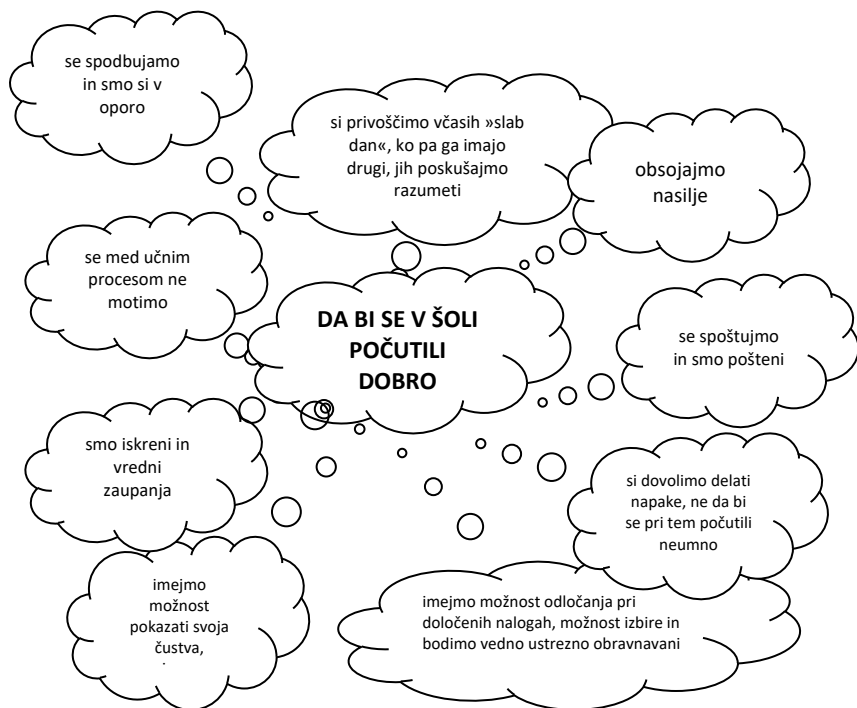 se spodbujamo
in smo si v
oporo
si privoščimo včasih »slab
dan«, ko pa ga imajo
drugi, jih poskušajmo
razumeti
obsojajmo
nasilje
se med učnim
procesom ne
motimo
DA BI SE V ŠOLI
POČUTILI
DOBRO
se spoštujmo
in smo pošteni
smo iskreni in
vredni
zaupanja
si dovolimo delati
napake, ne da bi
se pri tem počutili
neumno
imejmo
možnost
pokazati svoja
čustva,
imejmo možnost odločanja pri
določenih nalogah, možnost izbire in
bodimo vedno ustrezno obravnavani